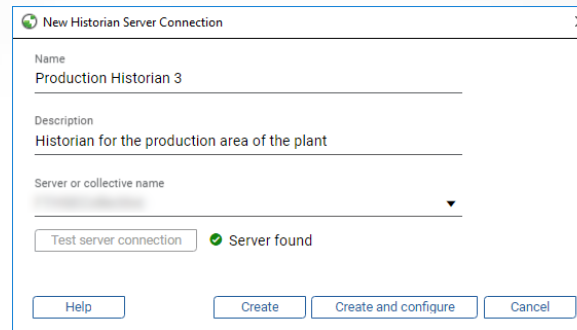 New Historian Server Connection
Name
Production Historian 3
Description
Historian for the production area of the plant
Server or collective name
Test server connection
Server found
Help
Create
Create and configure
Cancel